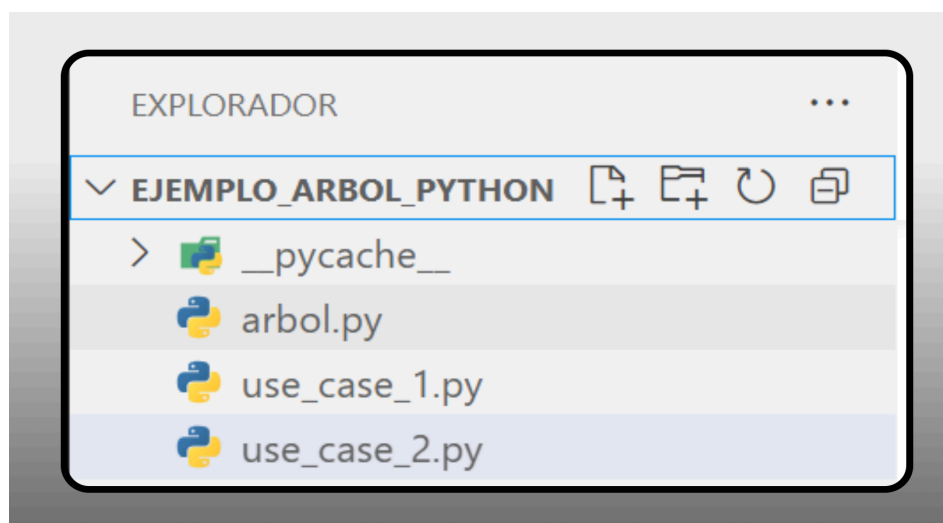 EXPLORADOR
EJEMPLO_ARBOL_PYTHON
__pycache__
arbol.py
use_case_1.py
use_case_2.py